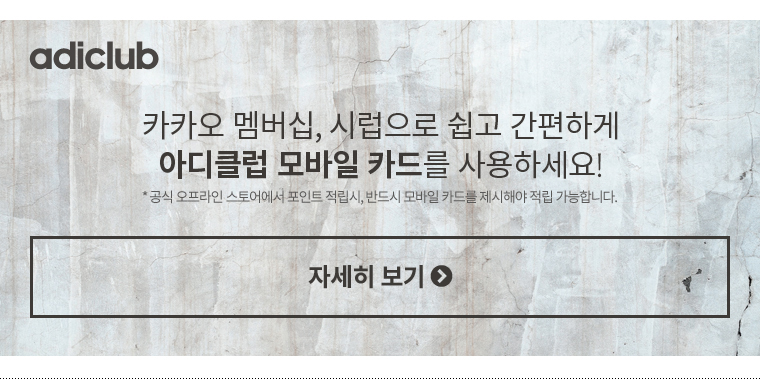 adiclub
카카오 멤버십, 시럽으로 쉽고 간편하게
아디클럽 모바일 카드를 사용하세요!
* 공식 오프라인 스토어에서 포인트 적립시, 반드시 모바일 카드를 제시해야 적립 가능합니다.
자세히 보기